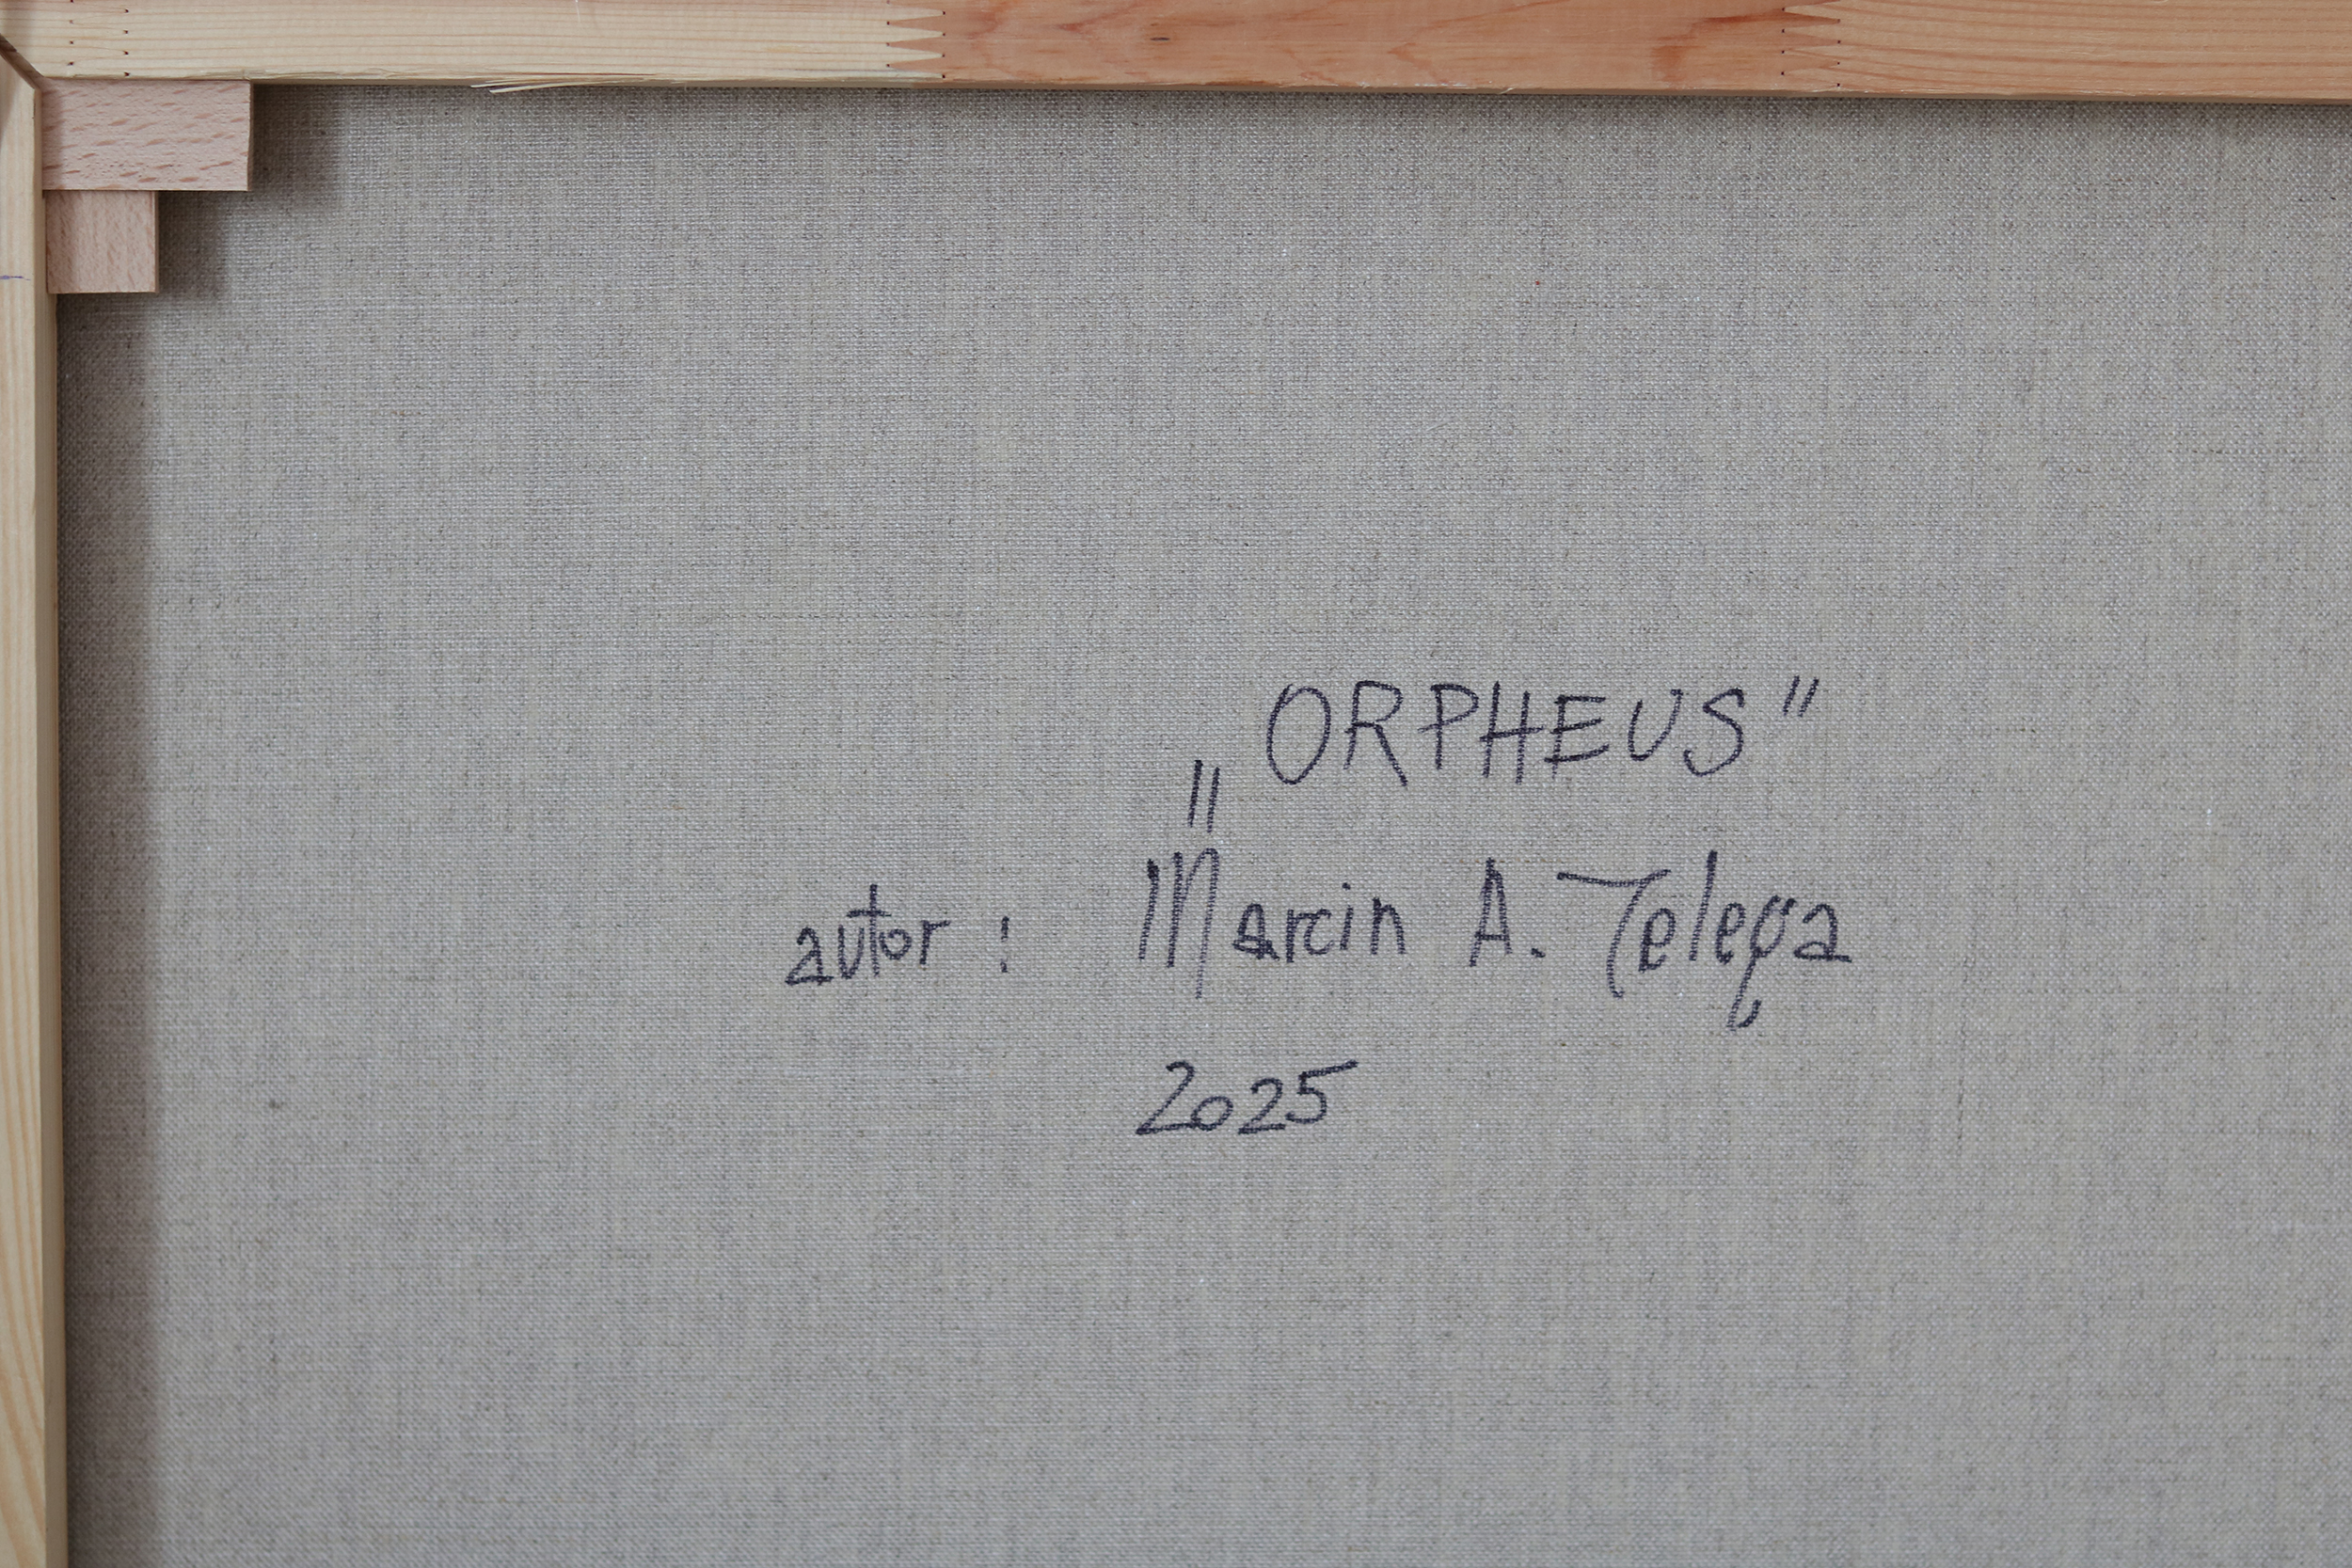 „ORPHEUS"
autor: Marcin A. Telega
2025